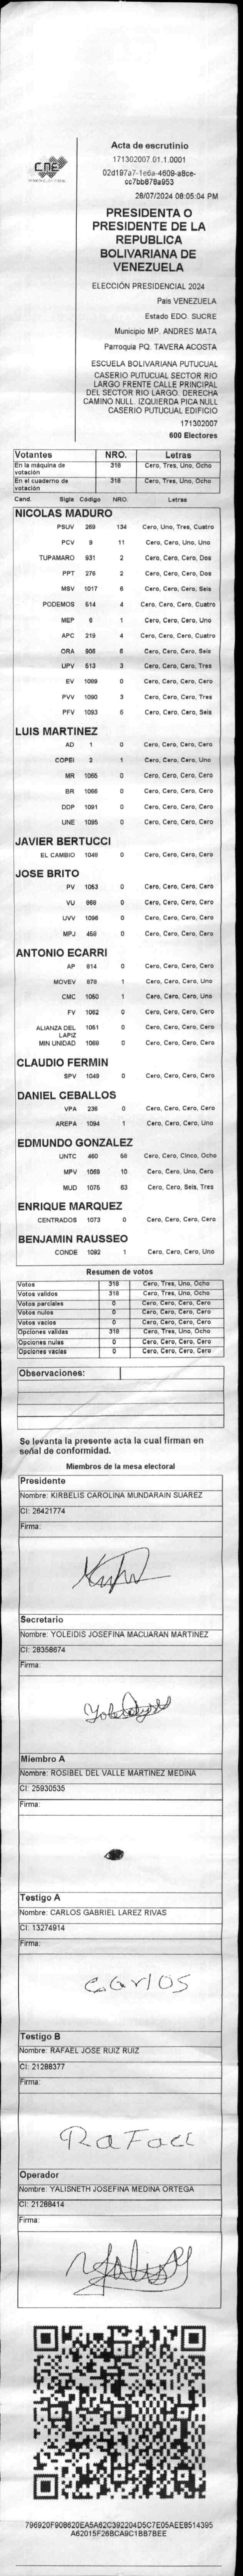 CNE
Acta de escrutinio
171302007.01.1.0001
02d197a7-1e6a-4609-a8ce-
cc7bb878a953
28/07/2024 08:05:04 PM
PRESIDENTA O
PRESIDENTE DE LA
REPUBLICA
BOLIVARIANA DE
VENEZUELA
ELECCIÓN PRESIDENCIAL 2024
Pais VENEZUELA
Estado EDO. SUCRE
Municipio MP. ANDRES MATA
Parroquia PQ. TAVERA ACOSTA
ESCUELA BOLIVARIANA PUTUCUAL
CASERIO PUTUCUAL SECTOR RIO
LARGO FRENTE CALLE PRINCIPAL
DEL SECTOR RIO LARGO. DERECHA
CAMINO NULL. IZQUIERDA PICA NULL
CASERIO PUTUCUAL EDIFICIO
171302007
600 Electores
Votantes NRO. Letras
En la máquina de votación 318 Cero, Tres, Uno, Ocho
En el cuaderno de votación 318 Cero, Tres, Uno, Ocho
Cand. Sigla Código NRO. Letras
NICOLAS MADURO
PSUV 269 134 Cero, Uno, Tres, Cuatro
PCV 9 11 Cero, Cero, Uno, Uno
TUPAMARO 931 2 Cero, Cero, Cero, Dos
PPT 276 2 Cero, Cero, Cero, Dos
MSV 1017 6 Cero, Cero, Cero, Seis
PODEMOS 514 4 Cero, Cero, Cero, Cuatro
MEP 6 1 Cero, Cero, Cero, Uno
APC 219 4 Cero, Cero, Cero, Cuatro
ORA 906 6 Cero, Cero, Cero, Seis
UPV 513 3 Cero, Cero, Cero, Tres
EV 1089 0 Cero, Cero, Cero, Cero
PVV 1090 3 Cero, Cero, Cero, Tres
PFV 1093 6 Cero, Cero, Cero, Seis
LUIS MARTINEZ
AD 1 0 Cero, Cero, Cero, Cero
COPEI 2 1 Cero, Cero, Cero, Uno
MR 1065 0 Cero, Cero, Cero, Cero
BR 1066 0 Cero, Cero, Cero, Cero
DDP 1091 0 Cero, Cero, Cero, Cero
UNE 1095 0 Cero, Cero, Cero, Cero
JAVIER BERTUCCI
EL CAMBIO 1048 0 Cero, Cero, Cero, Cero
JOSE BRITO
PV 1053 0 Cero, Cero, Cero, Cero
VU 868 0 Cero, Cero, Cero, Cero
UVV 1096 0 Cero, Cero, Cero, Cero
MPJ 458 0 Cero, Cero, Cero, Cero
ANTONIO ECARRI
AP 814 0 Cero, Cero, Cero, Cero
MOVEV 878 1 Cero, Cero, Cero, Uno
CMC 1050 1 Cero, Cero, Cero, Uno
FV 1062 0 Cero, Cero, Cero, Cero
ALIANZA DEL LAPIZ 1051 0 Cero, Cero, Cero, Cero
MIN UNIDAD 1088 0 Cero, Cero, Cero, Cero
CLAUDIO FERMIN
SPV 1049 0 Cero, Cero, Cero, Cero
DANIEL CEBALLOS
VPA 236 0 Cero, Cero, Cero, Cero
AREPA 1094 1 Cero, Cero, Cero, Uno
EDMUNDO GONZALEZ
UNTC 460 58 Cero, Cero, Cinco, Ocho
MPV 1069 10 Cero, Cero, Uno, Cero
MUD 1075 63 Cero, Cero, Seis, Tres
ENRIQUE MARQUEZ
CENTRADOS 1073 0 Cero, Cero, Cero, Cero
BENJAMIN RAUSSEO
CONDE 1092 1 Cero, Cero, Cero, Uno
Resumen de votos
Votos 318 Cero, Tres, Uno, Ocho
Votos validos 318 Cero, Tres, Uno, Ocho
Votos parciales 0 Cero, Cero, Cero, Cero
Votos nulos 0 Cero, Cero, Cero, Cero
Votos vacios 0 Cero, Cero, Cero, Cero
Opciones validas 318 Cero, Tres, Uno, Ocho
Opciones nulas 0 Cero, Cero, Cero, Cero
Opciones vacias 0 Cero, Cero, Cero, Cero
Observaciones:
Se levanta la presente acta la cual firman en
señal de conformidad.
Miembros de la mesa electoral
Presidente
Nombre: KIRBELIS CAROLINA MUNDARAIN SUAREZ
CI: 26421774
Firma:
Secretario
Nombre: YOLEIDIS JOSEFINA MACUARAN MARTINEZ
CI: 28358674
Firma:
Miembro A
Nombre: ROSIBEL DEL VALLE MARTINEZ MEDINA
CI: 25930535
Firma:
Testigo A
Nombre: CARLOS GABRIEL LAREZ RIVAS
CI: 13274914
Firma:
CarlOS
Testigo B
Nombre: RAFAEL JOSE RUIZ RUIZ
CI: 21288377
Firma:
RaFael
Operador
Nombre: YALISNETH JOSEFINA MEDINA ORTEGA
CI: 21288414
Firma:
796920F908620EA5A62C392204D5C7E05AEE8514395
A62015F26BCA9C1BB7BEE